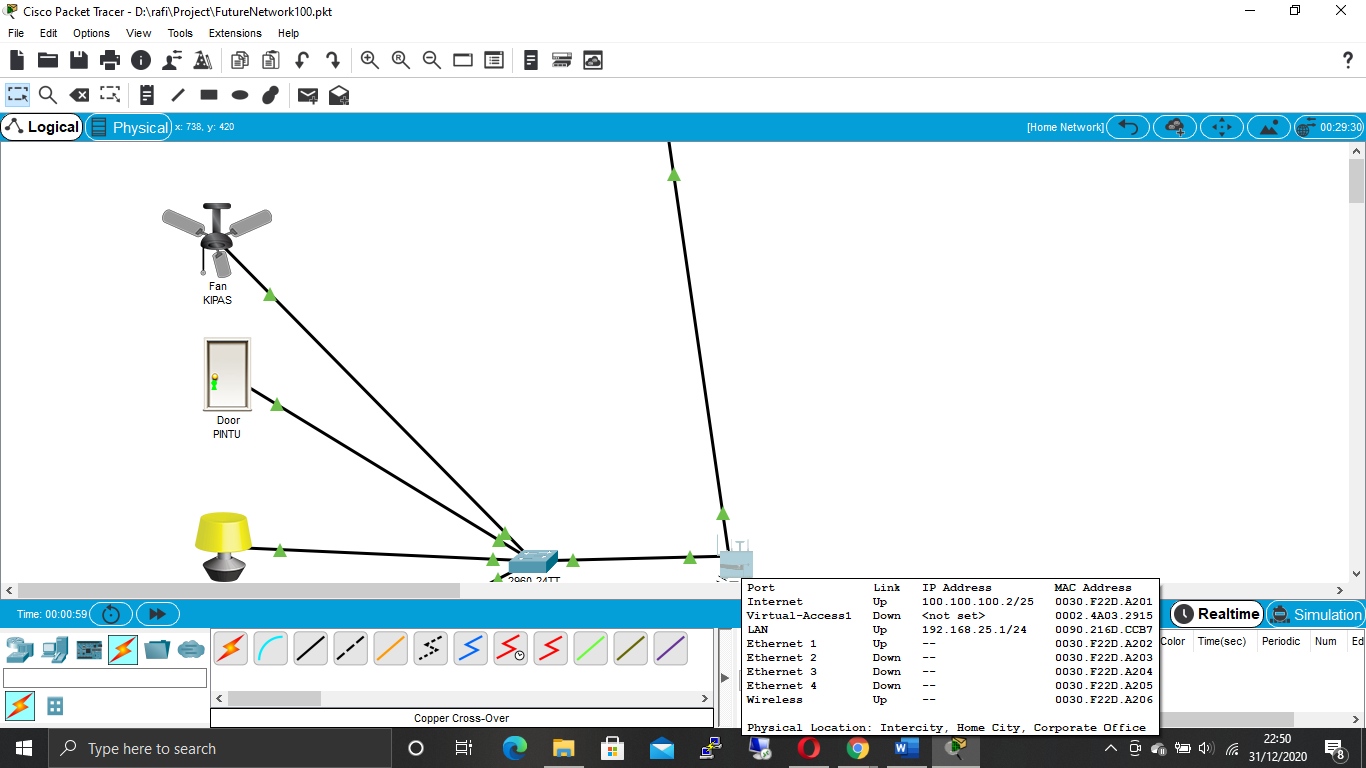 Cisco Packet Tracer - D:\rafi\Project\FutureNetwork100.pkt
File Edit Options View Tools Extensions Help
Logical Physical x: 738, y: 420 [Home Network] 00:29:30
Fan
KIPAS
Door
PINTU
2960-24TT
Port Link IP Address MAC Address
Internet Up 100.100.100.2/25 0030.F22D.A201
Virtual-Access1 Down <not set> 0002.4A03.2915
LAN Up 192.168.25.1/24 0090.216D.CCB7
Ethernet 1 Up -- 0030.F22D.A202
Ethernet 2 Down -- 0030.F22D.A203
Ethernet 3 Down -- 0030.F22D.A204
Ethernet 4 Down -- 0030.F22D.A205
Wireless Up -- 0030.F22D.A206
Physical Location: Intercity, Home City, Corporate Office
Time: 00:00:59 Realtime Simulation
Color Time(sec) Periodic Num Ed
Copper Cross-Over
Type here to search
22:50
31/12/2020
8